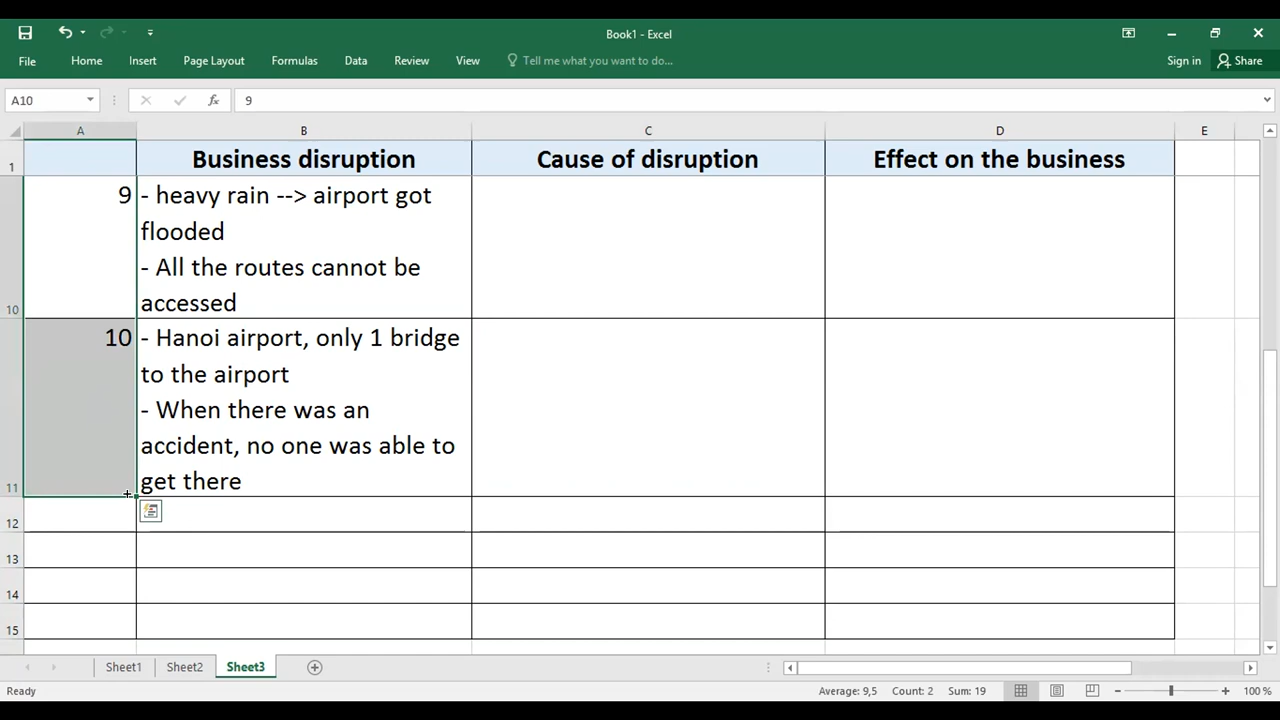 Book1 - Excel
File Home Insert Page Layout Formulas Data Review View Tell me what you want to do... Sign in Share
A10 fx 9
A B C D E
1 Business disruption Cause of disruption Effect on the business
9 - heavy rain --> airport got
flooded
- All the routes cannot be
10 accessed
10 - Hanoi airport, only 1 bridge
to the airport
- When there was an
accident, no one was able to
11 get there
12
13
14
15
Sheet1 Sheet2 Sheet3
Ready Average: 9,5 Count: 2 Sum: 19 100 %